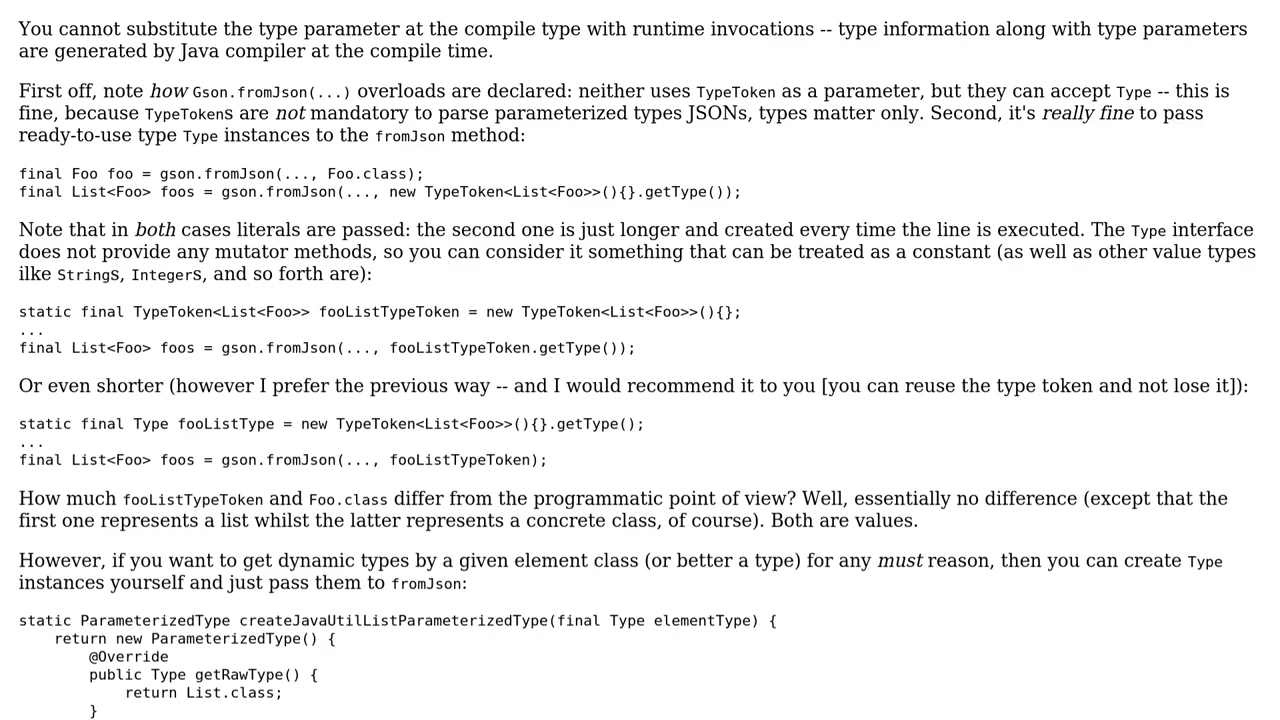 You cannot substitute the type parameter at the compile type with runtime invocations -- type information along with type parameters
are generated by Java compiler at the compile time.
First off, note how Gson.fromJson(...) overloads are declared: neither uses TypeToken as a parameter, but they can accept Type -- this is
fine, because TypeTokens are not mandatory to parse parameterized types JSONs, types matter only. Second, it's really fine to pass
ready-to-use type Type instances to the fromJson method:
final Foo foo = gson.fromJson(..., Foo.class);
final List<Foo> foos = gson.fromJson(..., new TypeToken<List<Foo>>(){}.getType());
Note that in both cases literals are passed: the second one is just longer and created every time the line is executed. The Type interface
does not provide any mutator methods, so you can consider it something that can be treated as a constant (as well as other value types
ilke Strings, Integers, and so forth are):
static final TypeToken<List<Foo>> fooListTypeToken = new TypeToken<List<Foo>>(){};
...
final List<Foo> foos = gson.fromJson(..., fooListTypeToken.getType());
Or even shorter (however I prefer the previous way -- and I would recommend it to you [you can reuse the type token and not lose it]):
static final Type fooListType = new TypeToken<List<Foo>>(){}.getType();
...
final List<Foo> foos = gson.fromJson(..., fooListTypeToken);
How much fooListTypeToken and Foo.class differ from the programmatic point of view? Well, essentially no difference (except that the
first one represents a list whilst the latter represents a concrete class, of course). Both are values.
However, if you want to get dynamic types by a given element class (or better a type) for any must reason, then you can create Type
instances yourself and just pass them to fromJson:
static ParameterizedType createJavaUtilListParameterizedType(final Type elementType) {
    return new ParameterizedType() {
        @Override
        public Type getRawType() {
            return List.class;
        }